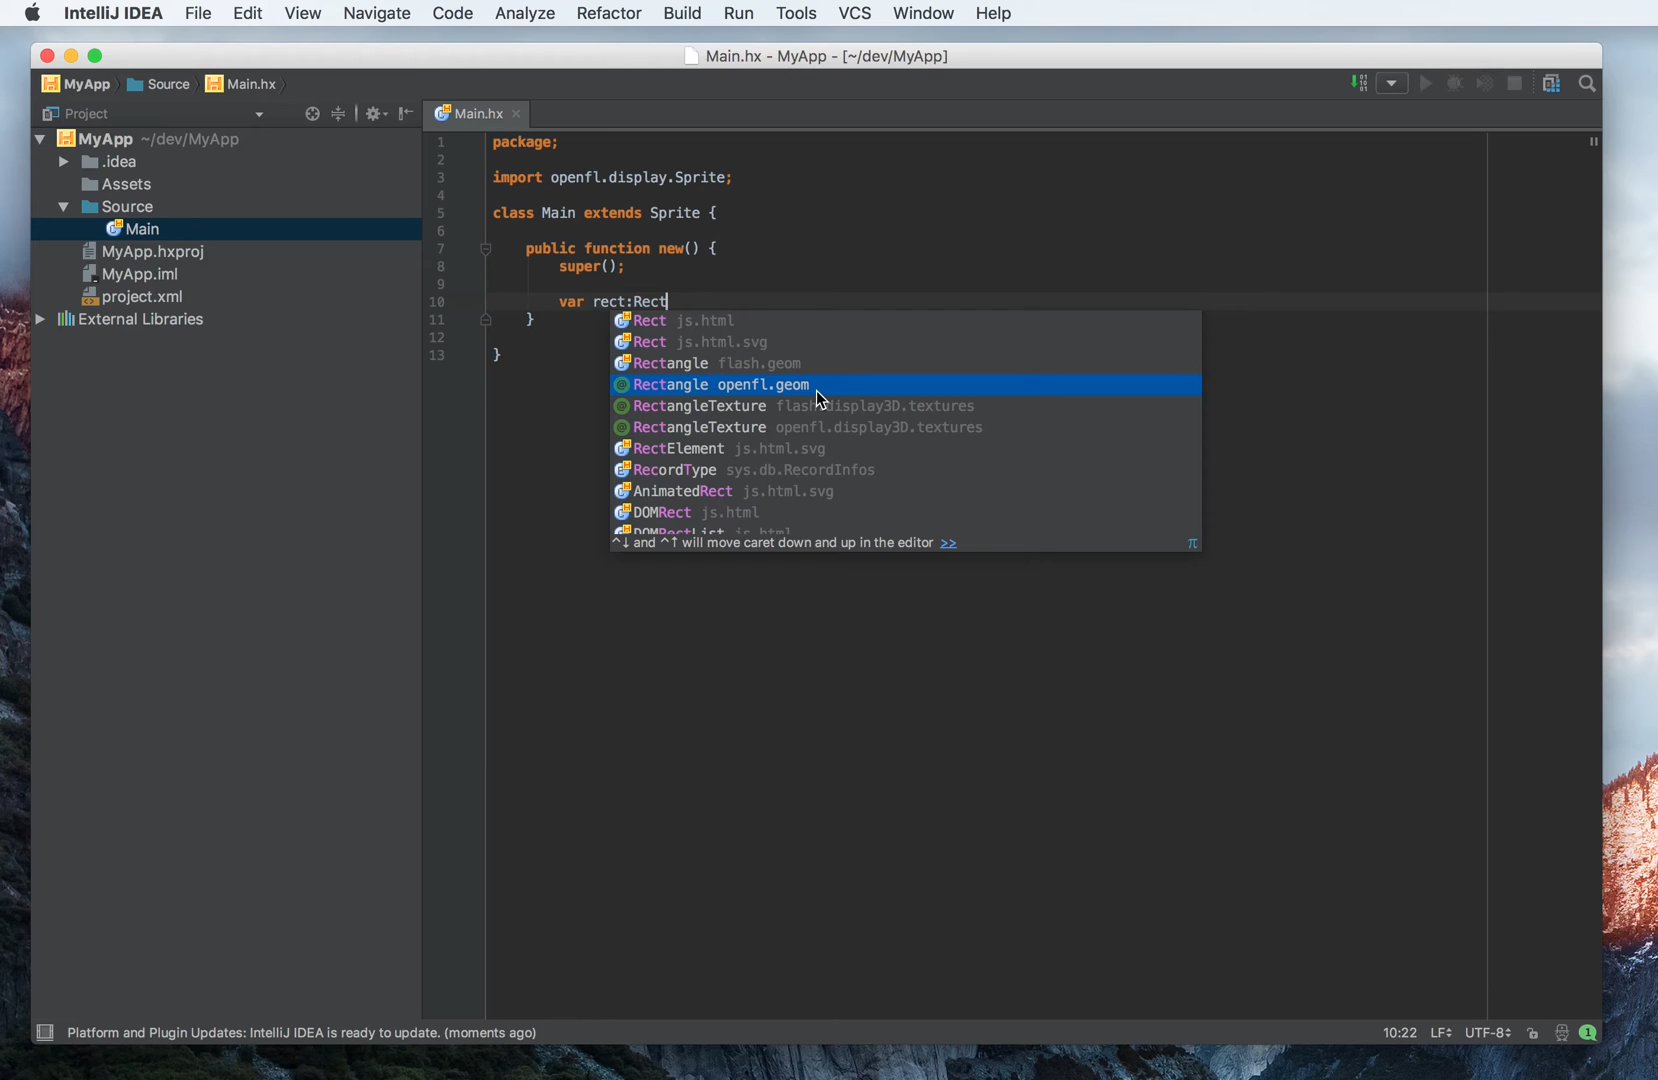 IntelliJ IDEA File Edit View Navigate Code Analyze Refactor Build Run Tools VCS Window Help
Main.hx - MyApp - [~/dev/MyApp]
MyApp Source Main.hx
Project
Main.hx
MyApp ~/dev/MyApp
.idea
Assets
Source
Main
MyApp.hxproj
MyApp.iml
project.xml
External Libraries
1 package;
2
3 import openfl.display.Sprite;
4
5 class Main extends Sprite {
6
7 public function new() {
8 super();
9
10 var rect:Rect
11 }
12
13 }
Rect js.html
Rect js.html.svg
Rectangle flash.geom
Rectangle openfl.geom
RectangleTexture flash.display3D.textures
RectangleTexture openfl.display3D.textures
RectElement js.html.svg
RecordType sys.db.RecordInfos
AnimatedRect js.html.svg
DOMRect js.html
DOMRectList js.html
^↓ and ^↑ will move caret down and up in the editor >> π
Platform and Plugin Updates: IntelliJ IDEA is ready to update. (moments ago)
10:22 LF UTF-8 1